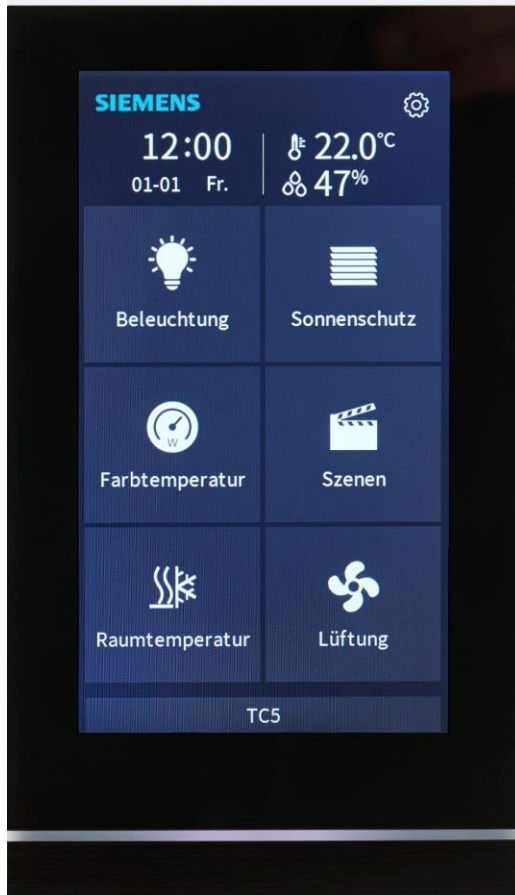 SIEMENS
12:00
22.0°C
01-01 Fr.
47%
Beleuchtung
Sonnenschutz
W
Farbtemperatur
Szenen
Raumtemperatur
Lüftung
TC5